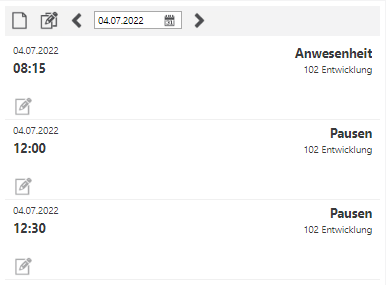 04.07.2022
04.07.2022 Anwesenheit
08:15 102 Entwicklung
04.07.2022 Pausen
12:00 102 Entwicklung
04.07.2022 Pausen
12:30 102 Entwicklung